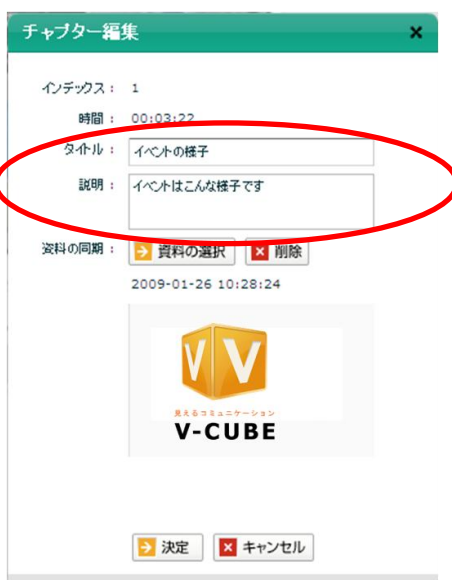 チャプター編集
インデックス： 1
時間： 00:03:22
タイトル： イベントの様子
説明： イベントはこんな様子です
資料の同期： 資料の選択 削除
2009-01-26 10:28:24
V V
見えるコミュニケーション
V-CUBE
決定 キャンセル